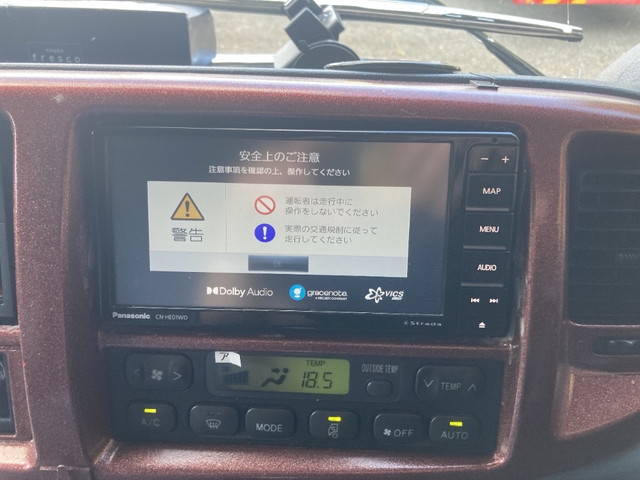 fresco
安全上のご注意
注意事項を確認の上、操作してください
警告
運転者は走行中に
操作をしないでください
実際の交通規制に従って
走行してください
Dolby Audio
gracenote
VICS
Panasonic CN-HE01WD
Strada
− +
MAP
MENU
AUDIO
ア
TEMP
18.5
OUTSIDE TEMP
TEMP
A/C
MODE
OFF
AUTO